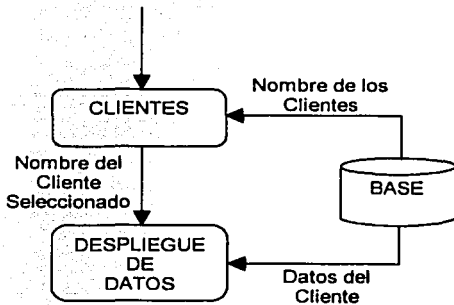 Nombre de los
Clientes
CLIENTES
Nombre del
Cliente
Seleccionado
BASE
DESPLIEGUE
DE
DATOS
Datos del
Cliente